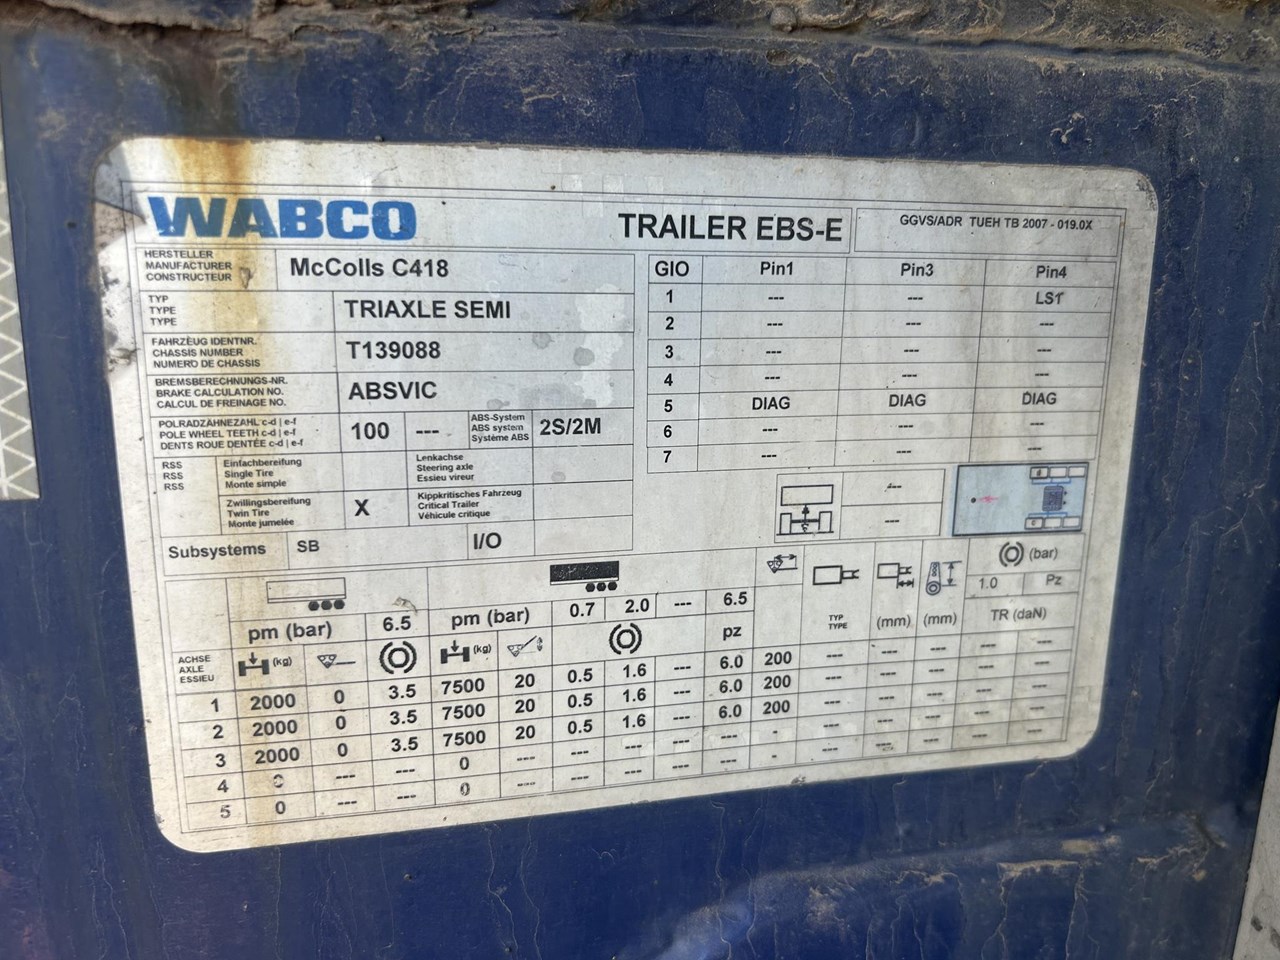 WABCO
TRAILER EBS-E
GGVS/ADR TUEH TB 2007 - 019.0X
HERSTELLER
MANUFACTURER
CONSTRUCTEUR
McColls C418
TYP
TYPE
TYPE
TRIAXLE SEMI
FAHRZEUG IDENTNR.
CHASSIS NUMBER
NUMERO DE CHASSIS
T139088
BREMSBERECHNUNGS-NR.
BRAKE CALCULATION NO.
CALCUL DE FREINAGE NO.
ABSVIC
POLRADZÄHNEZAHL c-d | e-f
POLE WHEEL TEETH c-d | e-f
DENTS ROUE DENTÉE c-d | e-f
100 ---
ABS-System
ABS system
Système ABS
2S/2M
RSS
RSS
RSS
Einfachbereifung
Single Tire
Monte simple
Lenkachse
Steering axle
Essieu vireur
Zwillingsbereifung
Twin Tire
Monte jumelée
X
Kippkritisches Fahrzeug
Critical Trailer
Véhicule critique
Subsystems SB I/O
GIO Pin1 Pin3 Pin4
1 --- --- LS1
2 --- --- ---
3 --- --- ---
4 --- --- ---
5 DIAG DIAG DIAG
6 --- --- ---
7 --- --- ---
---
---
pm (bar) 6.5 pm (bar) 0.7 2.0 --- 6.5
(bar)
1.0 Pz
ACHSE
AXLE
ESSIEU
(kg) (kg) pz
TYP
TYPE
(mm) (mm) TR (daN)
1 2000 0 3.5 7500 20 0.5 1.6 --- 6.0 200 --- --- --- --- ---
2 2000 0 3.5 7500 20 0.5 1.6 --- 6.0 200 --- --- --- --- ---
3 2000 0 3.5 7500 20 0.5 1.6 --- 6.0 200 --- --- --- --- ---
4 --- --- 0 --- --- --- --- --- - --- --- --- --- ---
5 0 --- --- 0 --- --- --- --- --- - --- --- --- --- ---